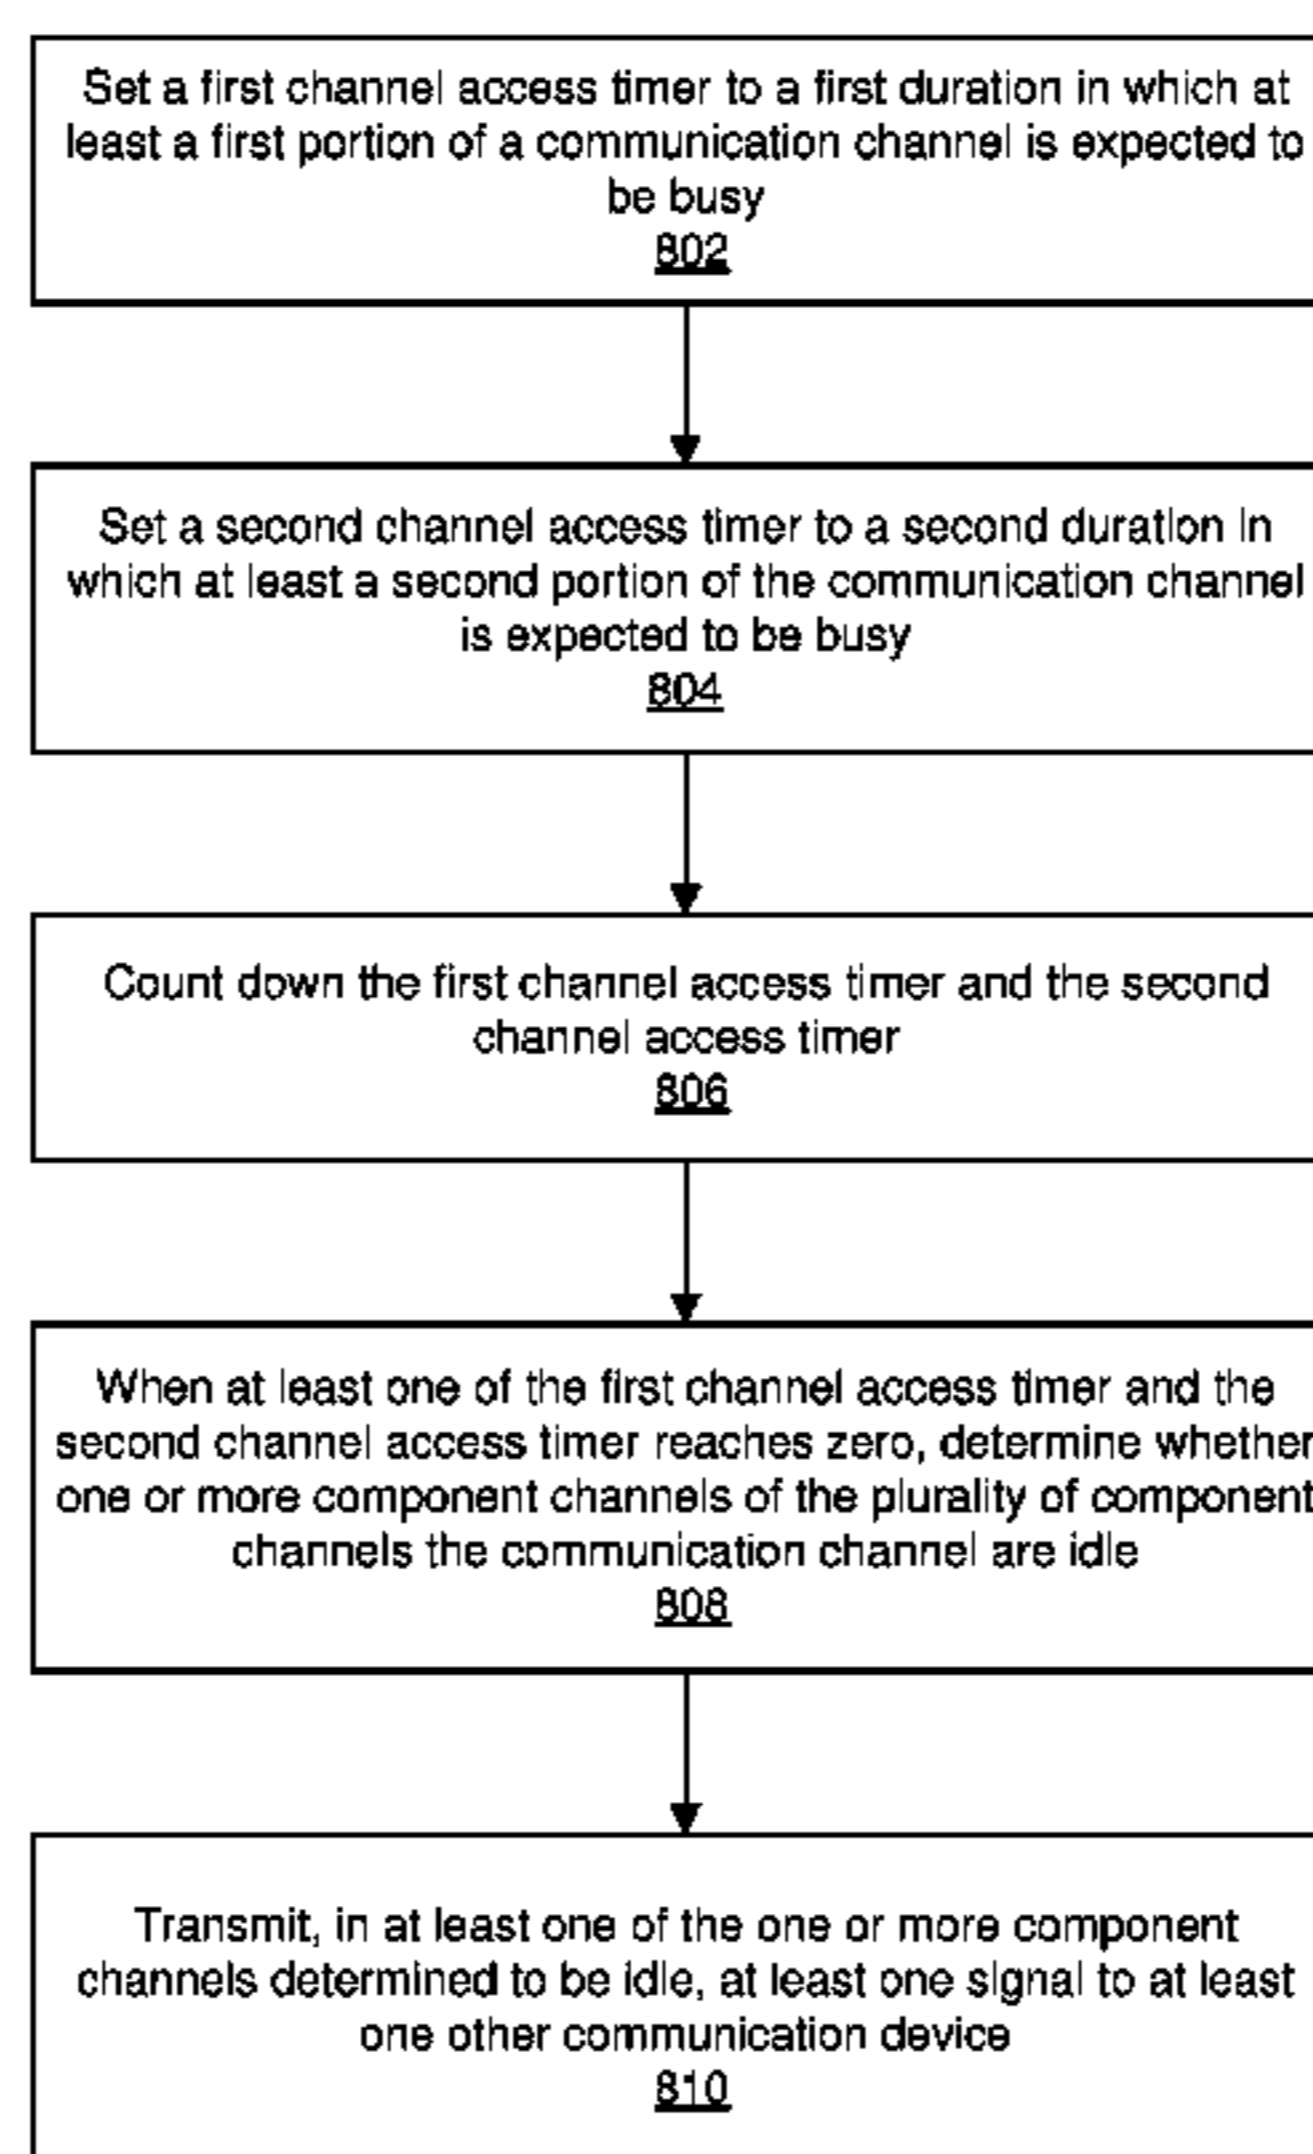 Set a first channel access timer to a first duration in which at
least a first portion of a communication channel is expected to
be busy
802
Set a second channel access timer to a second duration in
which at least a second portion of the communication channel
is expected to be busy
804
Count down the first channel access timer and the second
channel access timer
806
When at least one of the first channel access timer and the
second channel access timer reaches zero, determine whether
one or more component channels of the plurality of component
channels the communication channel are idle
808
Transmit, in at least one of the one or more component
channels determined to be idle, at least one signal to at least
one other communication device
810